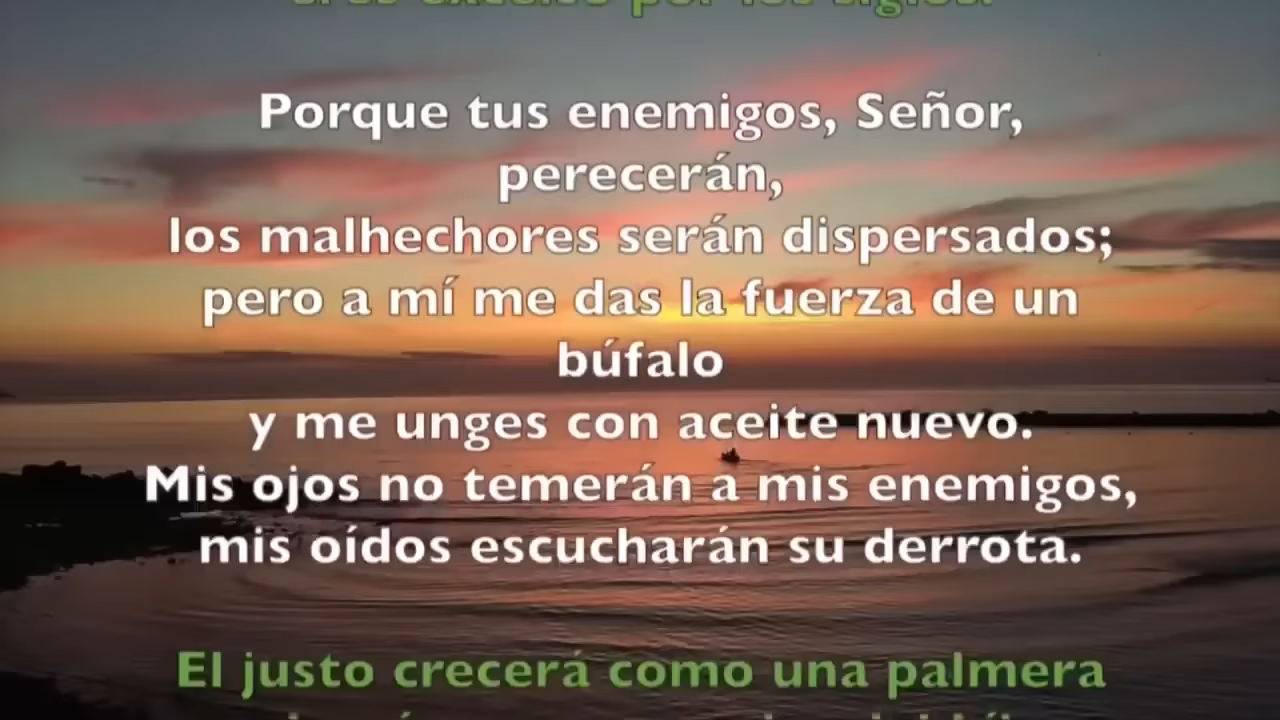 Porque tus enemigos, Señor,
perecerán,
los malhechores serán dispersados;
pero a mí me das la fuerza de un
búfalo
y me unges con aceite nuevo.
Mis ojos no temerán a mis enemigos,
mis oídos escucharán su derrota.
El justo crecerá como una palmera